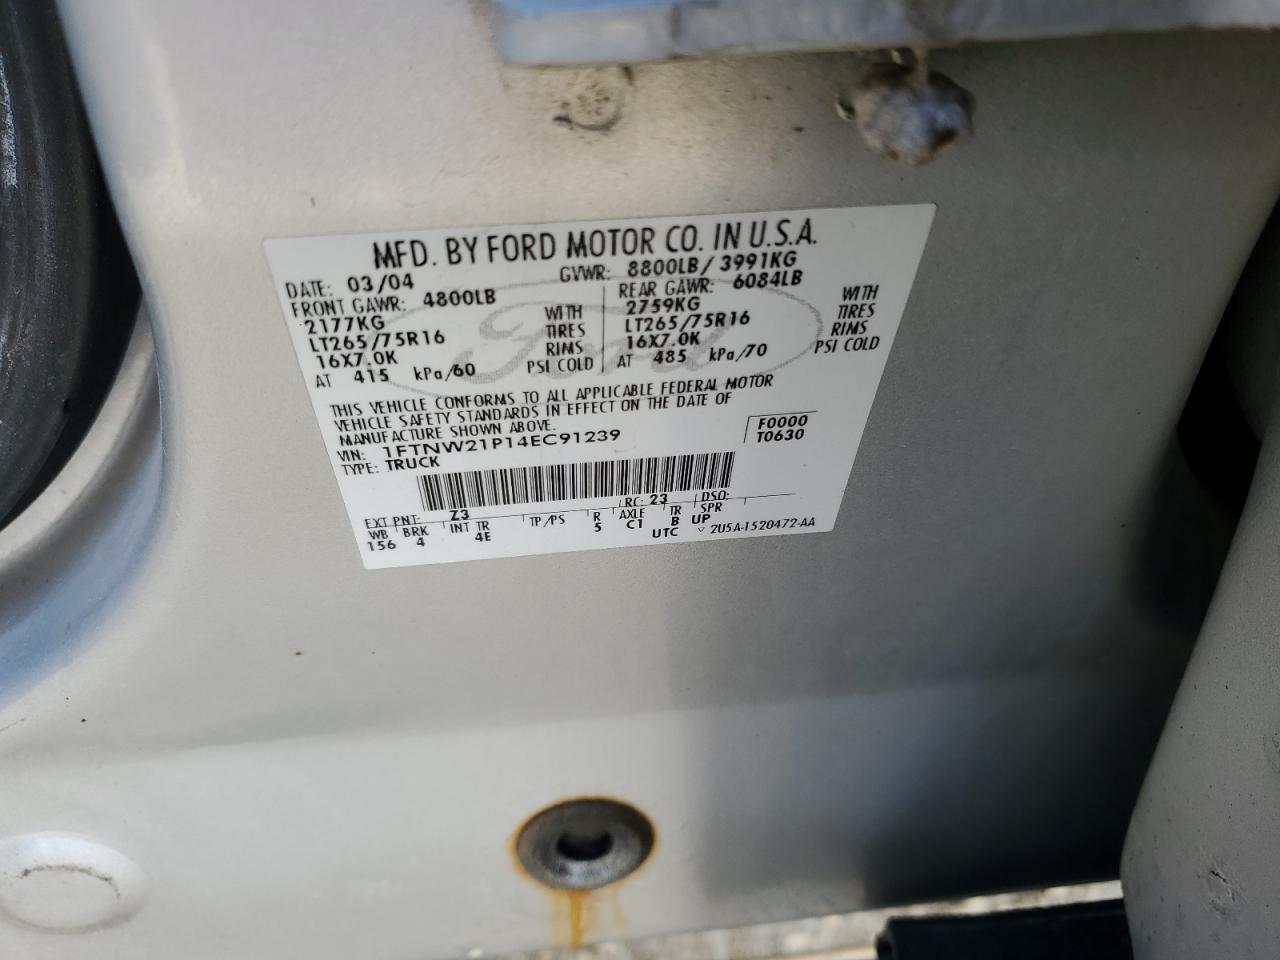 MFD. BY FORD MOTOR CO. IN U.S.A.
DATE: 03/04 GVWR: 8800LB/ 3991KG
FRONT GAWR: 4800LB REAR GAWR: 6084LB
2177KG WITH 2759KG WITH
LT265/75R16 TIRES LT265/75R16 TIRES
16X7.0K RIMS 16X7.0K RIMS
AT 415 kPa/60 PSI COLD AT 485 kPa/70 PSI COLD
Ford
THIS VEHICLE CONFORMS TO ALL APPLICABLE FEDERAL MOTOR
VEHICLE SAFETY STANDARDS IN EFFECT ON THE DATE OF
MANUFACTURE SHOWN ABOVE.
VIN: 1FTNW21P14EC91239 F0000
TYPE: TRUCK T0630
EXT PNT: Z3 RC: 23 DSO:
WB BRK INT TR TP/PS R AXLE TR SPR
156 4 4E 5 C1 B UP
UTC ▽ 2U5A-1520472-AA